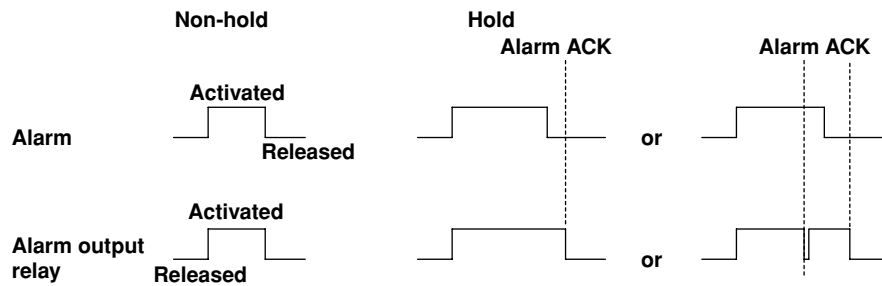 Non-hold
Hold
Alarm ACK
Alarm ACK
Activated
Alarm
Released
or
Activated
Alarm output
relay
Released
or